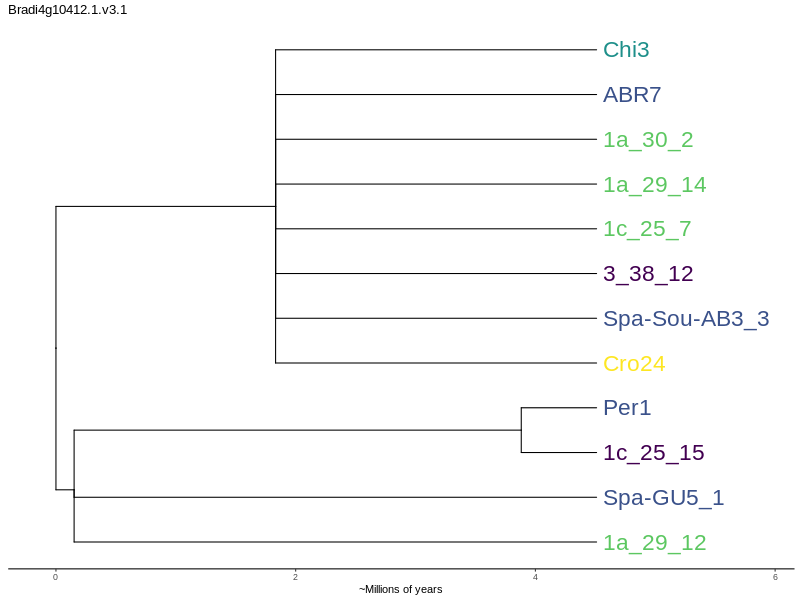 Bradi4g10412.1.v3.1
Chi3
ABR7
1a_30_2
1a_29_14
1c_25_7
3_38_12
Spa-Sou-AB3_3
Cro24
Per1
1c_25_15
Spa-GU5_1
1a_29_12
0 2 4 6
~Millions of years